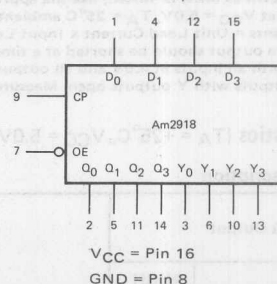 1 4 12 15
D0 D1 D2 D3
9 CP
Am2918
7 OE
Q0 Q1 Q2 Q3 Y0 Y1 Y2 Y3
2 5 11 14 3 6 10 13
VCC = Pin 16
GND = Pin 8